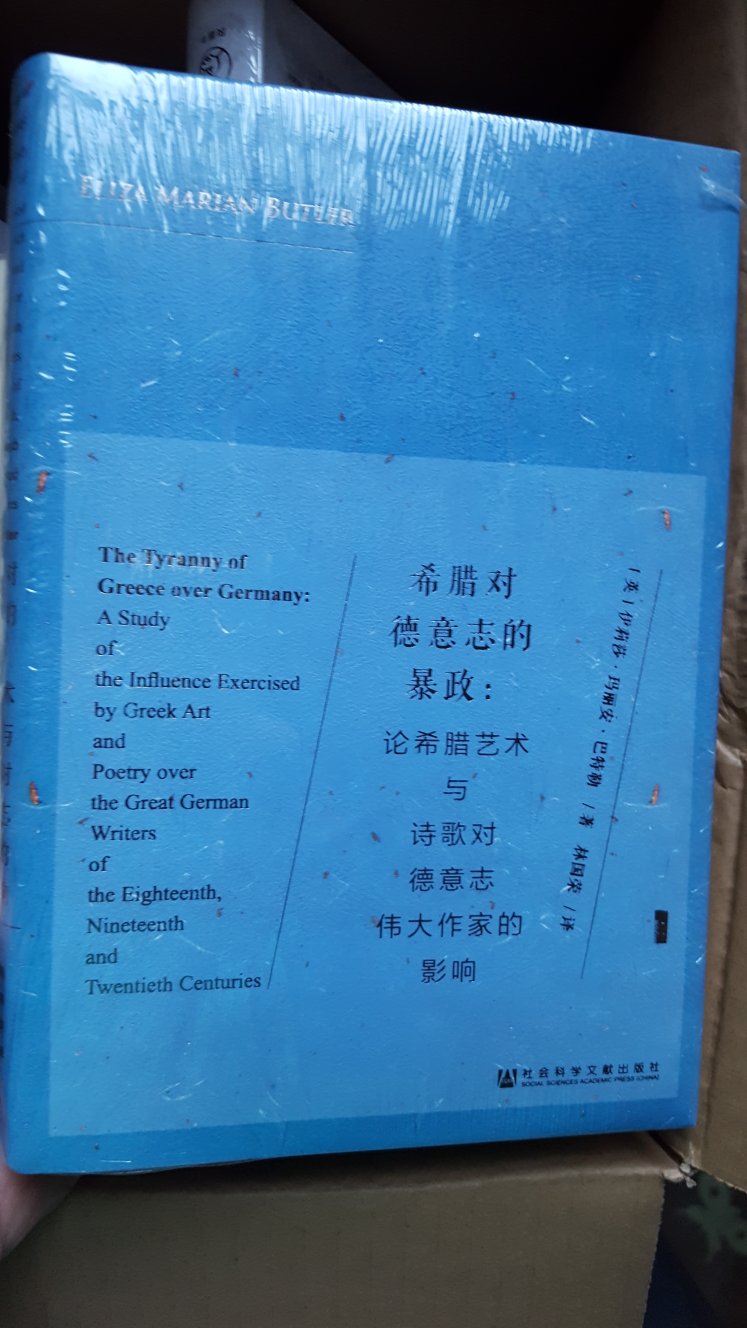 ELIZA MARIAN BUTLER
The Tyranny of
Greece over Germany:
A Study
of
the Influence Exercised
by Greek Art
and
Poetry over
the Great German
Writers
of
the Eighteenth,
Nineteenth
and
Twentieth Centuries
希腊对
德意志的
暴政：
论希腊艺术
与
诗歌对
德意志
伟大作家的
影响
〔英〕伊莉莎·玛丽安·巴特勒 / 著 林国荣 / 译
社会科学文献出版社
SOCIAL SCIENCES ACADEMIC PRESS (CHINA)